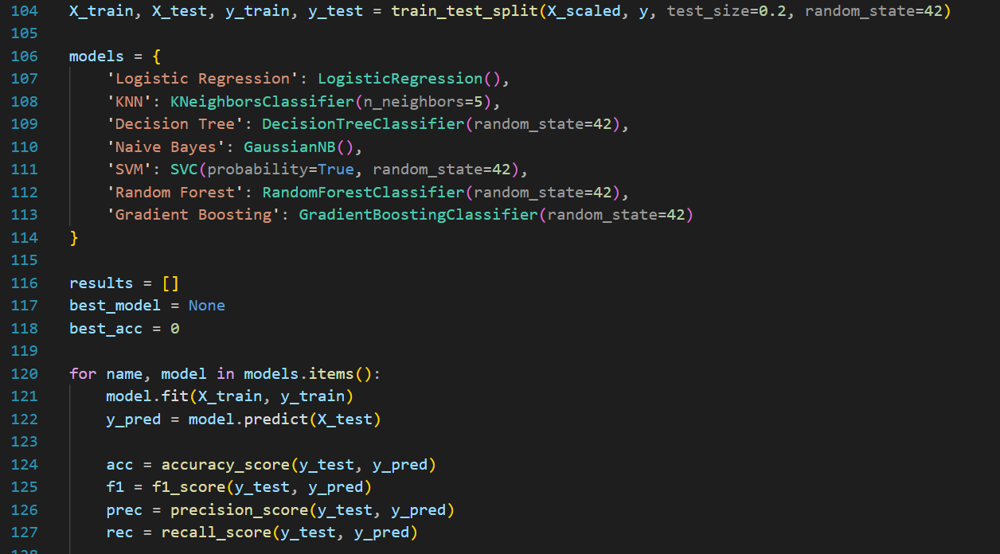 104 X_train, X_test, y_train, y_test = train_test_split(X_scaled, y, test_size=0.2, random_state=42)
105
106 models = {
107     'Logistic Regression': LogisticRegression(),
108     'KNN': KNeighborsClassifier(n_neighbors=5),
109     'Decision Tree': DecisionTreeClassifier(random_state=42),
110     'Naive Bayes': GaussianNB(),
111     'SVM': SVC(probability=True, random_state=42),
112     'Random Forest': RandomForestClassifier(random_state=42),
113     'Gradient Boosting': GradientBoostingClassifier(random_state=42)
114 }
115
116 results = []
117 best_model = None
118 best_acc = 0
119
120 for name, model in models.items():
121     model.fit(X_train, y_train)
122     y_pred = model.predict(X_test)
123
124     acc = accuracy_score(y_test, y_pred)
125     f1 = f1_score(y_test, y_pred)
126     prec = precision_score(y_test, y_pred)
127     rec = recall_score(y_test, y_pred)